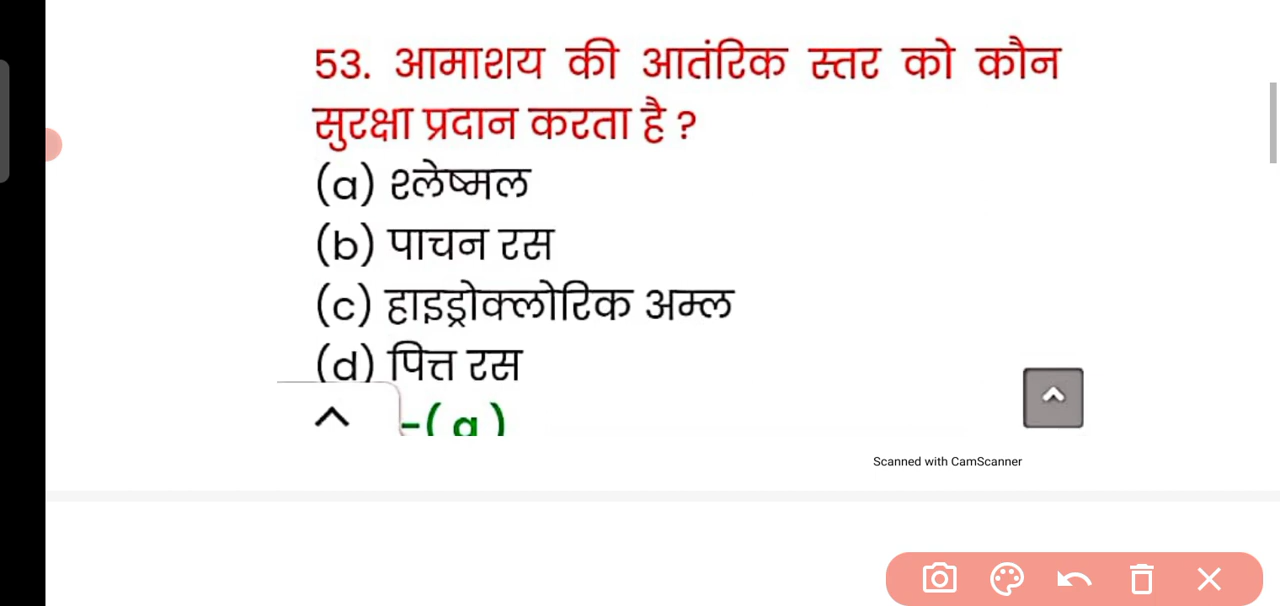 53. आमाशय की आतंरिक स्तर को कौन
सुरक्षा प्रदान करता है ?
(a) श्लेष्मल
(b) पाचन रस
(c) हाइड्रोक्लोरिक अम्ल
(d) पित्त रस
-( a )
Scanned with CamScanner